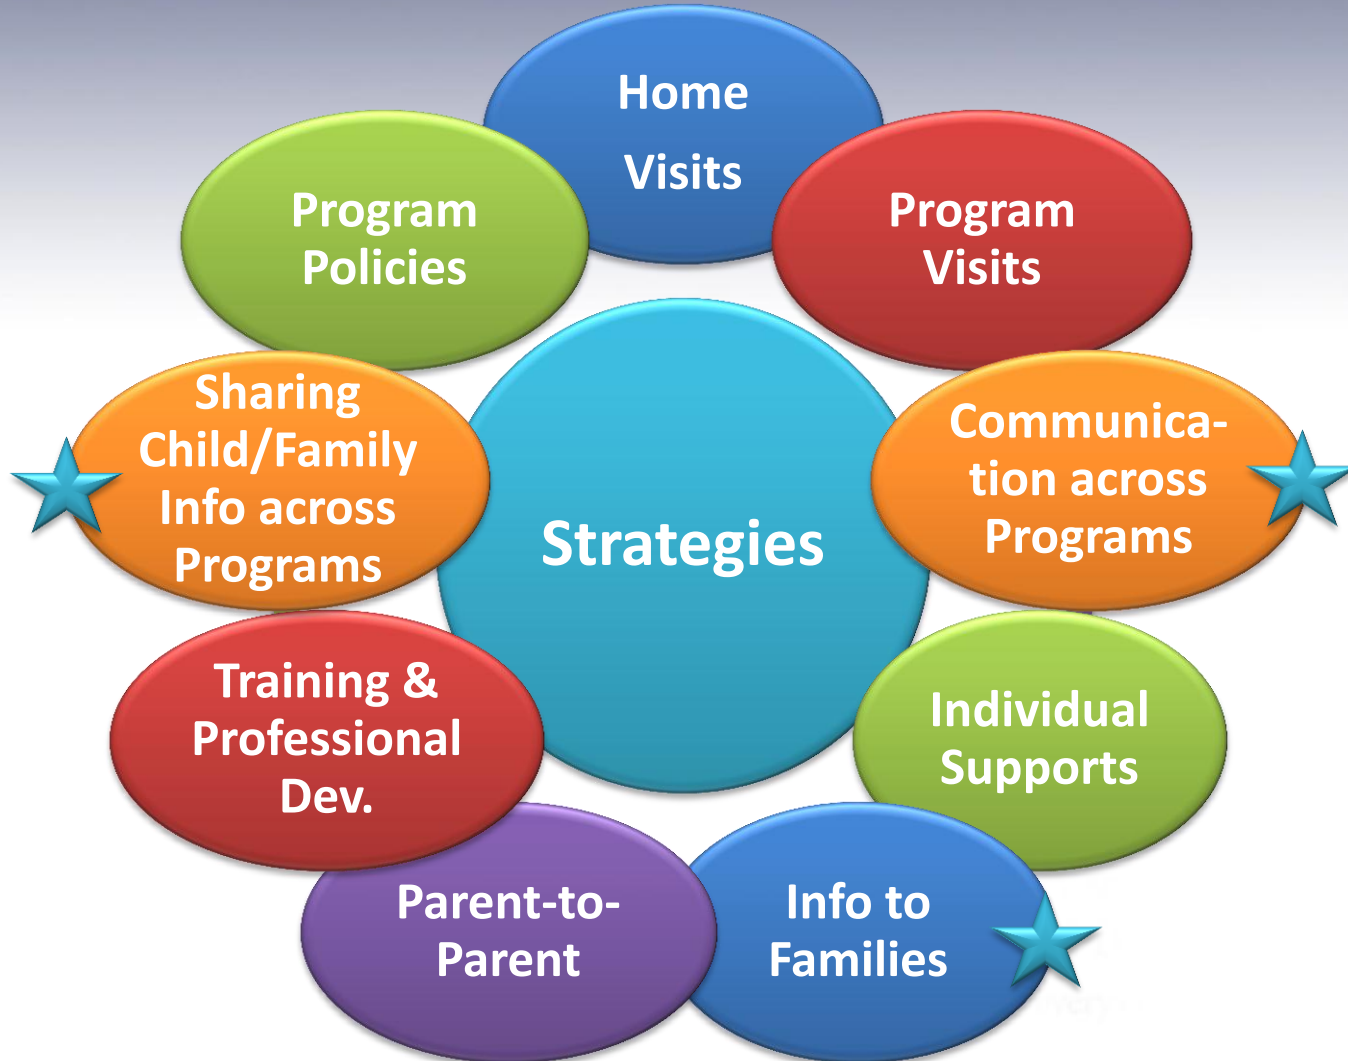 Home
Visits
Program
Policies
Program
Visits
Sharing
Child/Family
Info across
Programs
Communica-
tion across
Programs
Strategies
Training &
Professional
Dev.
Individual
Supports
Parent-to-
Parent
Info to
Families